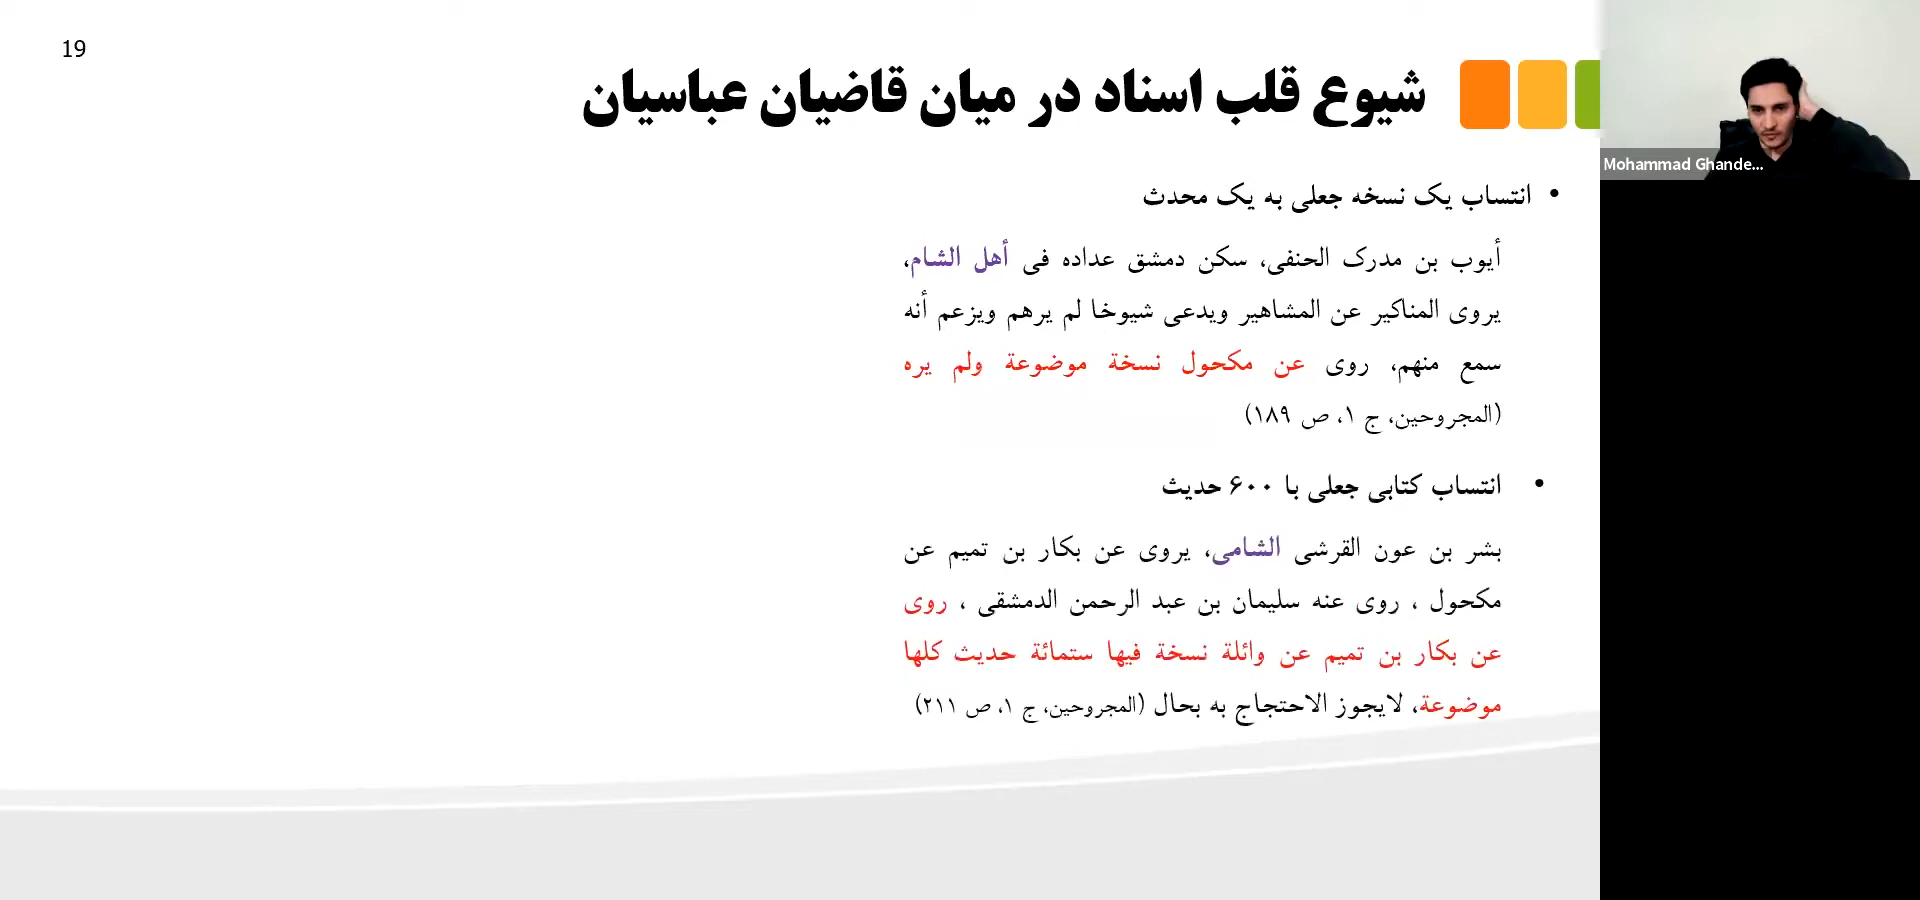 19
شیوع قلب اسناد در میان قاضیان عباسیان
Mohammad Ghande...
• انتساب یک نسخه جعلی به یک محدث
أیوب بن مدرک الحنفی، سکن دمشق عداده فی أهل الشام،
یروی المناکیر عن المشاهیر ویدعی شیوخا لم یرهم ویزعم أنه
سمع منهم، روی عن مکحول نسخة موضوعة ولم یره
(المجروحین، ج ۱، ص ۱۸۹)
• انتساب کتابی جعلی با ۶۰۰ حدیث
بشر بن عون القرشی الشامی، یروی عن بکار بن تمیم عن
مکحول ، روی عنه سلیمان بن عبد الرحمن الدمشقی ، روی
عن بکار بن تمیم عن وائلة نسخة فیها ستمائة حدیث کلها
موضوعة، لایجوز الاحتجاج به بحال (المجروحین، ج ۱، ص ۲۱۱)